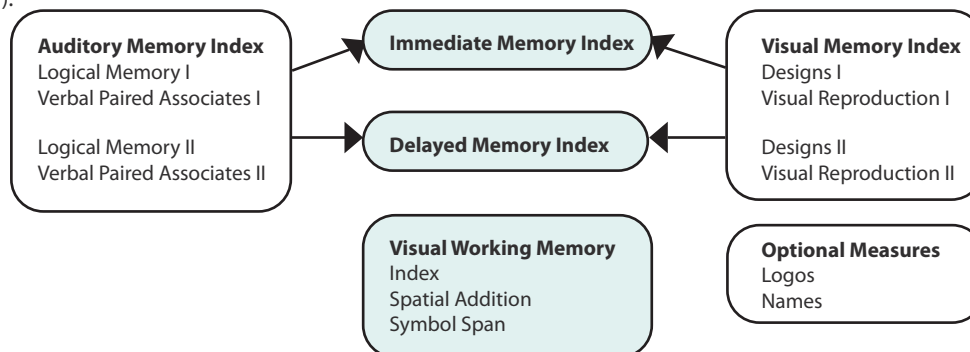 ).
Auditory Memory Index
Logical Memory I
Verbal Paired Associates I
Logical Memory II
Verbal Paired Associates II
Immediate Memory Index
Delayed Memory Index
Visual Memory Index
Designs I
Visual Reproduction I
Designs II
Visual Reproduction II
Visual Working Memory
Index
Spatial Addition
Symbol Span
Optional Measures
Logos
Names